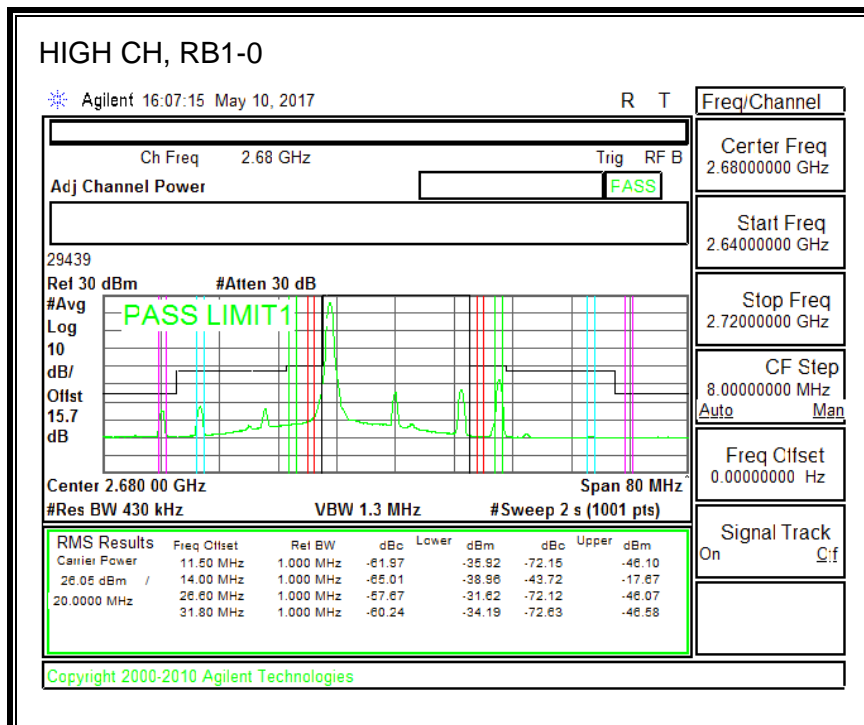 HIGH CH, RB1-0
Agilent 16:07:15 May 10, 2017 R T
Freq/Channel
Ch Freq 2.68 GHz Trig RF B
Adj Channel Power PASS
29439
Ref 30 dBm #Atten 30 dB
#Avg
Log
10
dB/
Offst
15.7
dB
PASS LIMIT1
Center 2.680 00 GHz Span 80 MHz
#Res BW 430 kHz VBW 1.3 MHz #Sweep 2 s (1001 pts)
RMS Results Freq Offset Ref BW dBc Lower dBm dBc Upper dBm
Carrier Power 11.50 MHz 1.000 MHz -61.97 -35.92 -72.15 -46.10
26.05 dBm / 14.00 MHz 1.000 MHz -65.01 -38.96 -43.72 -17.67
20.0000 MHz 26.60 MHz 1.000 MHz -57.67 -31.62 -72.12 -46.07
31.80 MHz 1.000 MHz -60.24 -34.19 -72.63 -46.58
Copyright 2000-2010 Agilent Technologies
Center Freq
2.68000000 GHz
Start Freq
2.64000000 GHz
Stop Freq
2.72000000 GHz
CF Step
8.00000000 MHz
Auto Man
Freq Offset
0.00000000 Hz
Signal Track
On Off